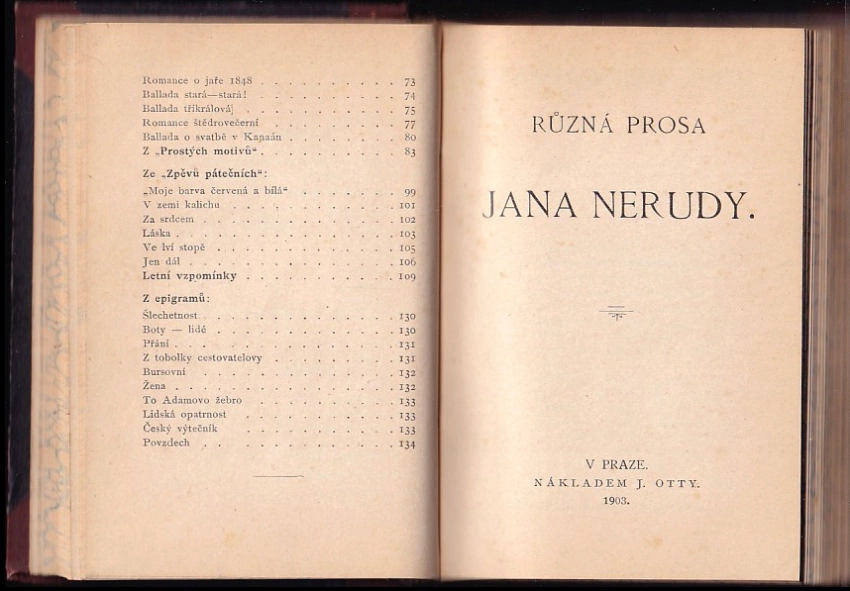 Romance o jaře 1848 . . . . . . . . . . 73
Ballada stará—stará! . . . . . . . . . . 74
Ballada tříkrálová . . . . . . . . . . 75
Romance štědrovečerní . . . . . . . . . 77
Ballada o svatbě v Kanaán . . . . . . . . 80
Z „Prostých motivů“ . . . . . . . . . . 83
Ze „Zpěvů pátečních“:
„Moje barva červená a bílá“ . . . . . . . 99
V zemi kalichu . . . . . . . . . . . . 101
Za srdcem . . . . . . . . . . . . . 102
Láska . . . . . . . . . . . . . . . 103
Ve lví stopě . . . . . . . . . . . . . 105
Jen dál . . . . . . . . . . . . . . 106
Letní vzpomínky . . . . . . . . . . . 109
Z epigramů:
Šlechetnost . . . . . . . . . . . . . 130
Boty — lidé . . . . . . . . . . . . . 130
Přání . . . . . . . . . . . . . . . 131
Z tobolky cestovatelovy . . . . . . . . . 131
Bursovní . . . . . . . . . . . . . . 132
Žena . . . . . . . . . . . . . . . 132
To Adamovo žebro . . . . . . . . . . 133
Lidská opatrnost . . . . . . . . . . . 133
Český výtečník . . . . . . . . . . . 133
Povzdech . . . . . . . . . . . . . 134
RŮZNÁ PROSA
JANA NERUDY.
V PRAZE.
NÁKLADEM J. OTTY.
1903.